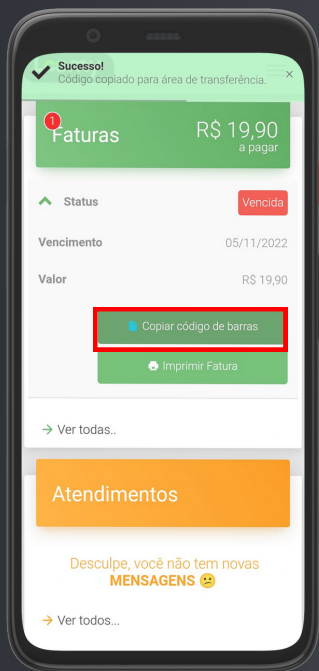 Sucesso!
Código copiado para área de transferência.
×
1
Faturas
R$ 19,90
a pagar
Status
Vencida
Vencimento
05/11/2022
Valor
R$ 19,90
Copiar código de barras
Imprimir Fatura
→ Ver todas..
Atendimentos
Desculpe, você não tem novas
MENSAGENS 😕
→ Ver todos...